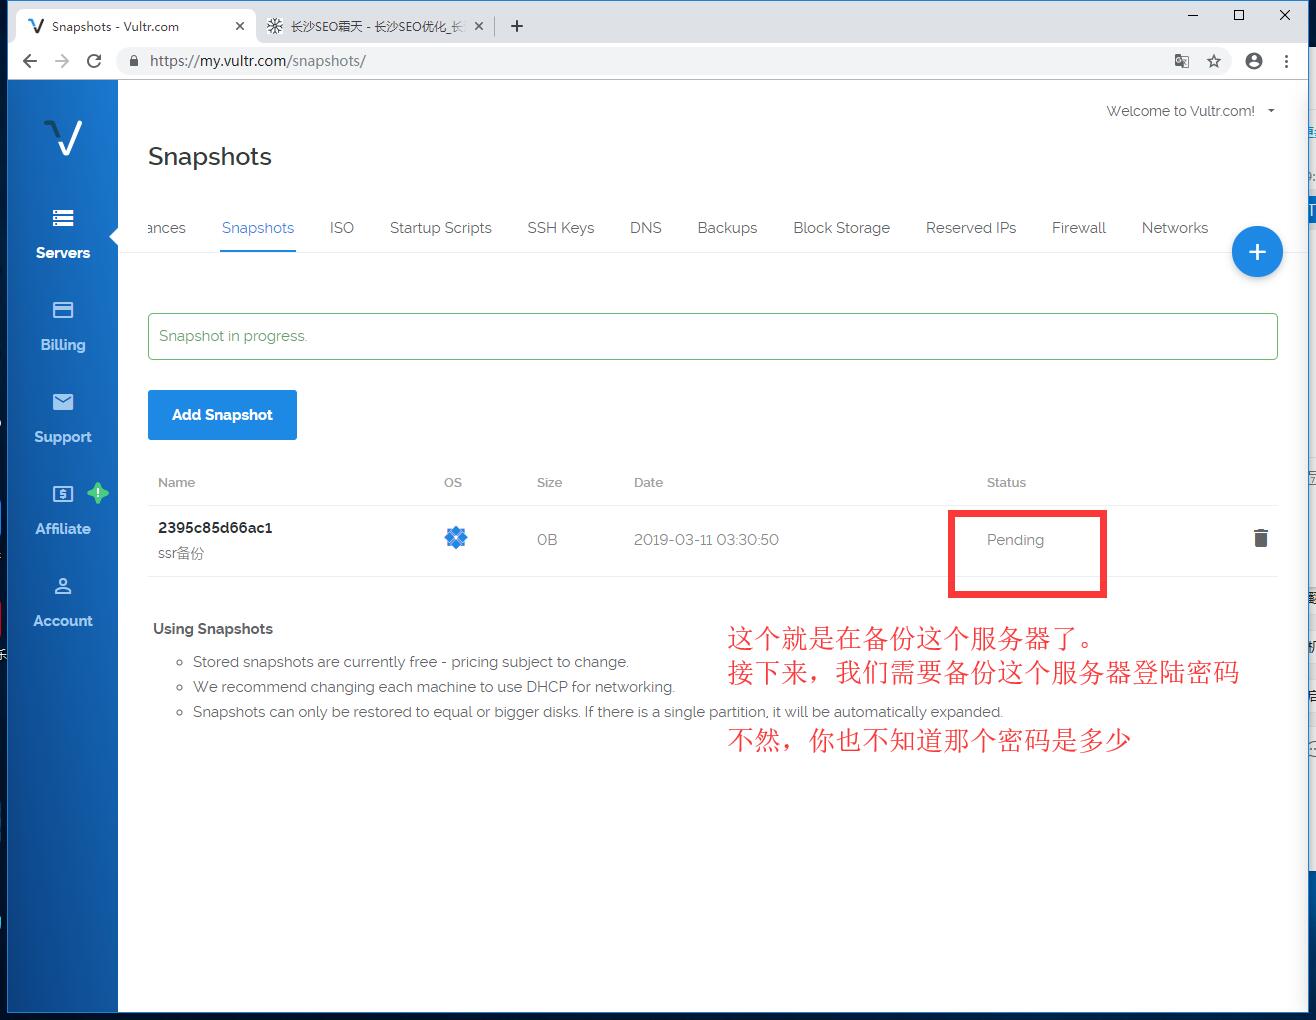 Snapshots - Vultr.com
长沙SEO霜天 - 长沙SEO优化_长
https://my.vultr.com/snapshots/
Welcome to Vultr.com!
Snapshots
ances
Snapshots
ISO
Startup Scripts
SSH Keys
DNS
Backups
Block Storage
Reserved IPs
Firewall
Networks
Servers
Billing
Support
Affiliate
Account
Snapshot in progress.
Add Snapshot
Name
OS
Size
Date
Status
2395c85d66ac1
ssr备份
0B
2019-03-11 03:30:50
Pending
Using Snapshots
Stored snapshots are currently free - pricing subject to change.
We recommend changing each machine to use DHCP for networking.
Snapshots can only be restored to equal or bigger disks. If there is a single partition, it will be automatically expanded.
这个就是在备份这个服务器了。
接下来，我们需要备份这个服务器登陆密码
不然，你也不知道那个密码是多少